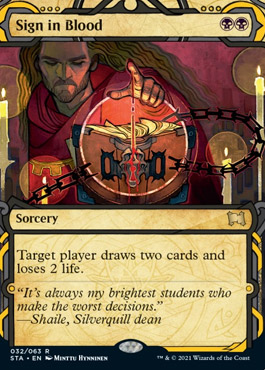 Sign in Blood
Sorcery
Target player draws two cards and
loses 2 life.
“It’s always my brightest students who
make the worst decisions.”
—Shaile, Silverquill dean
032/063 R
STA • EN MINTTU HYNNINEN
™ & © 2021 Wizards of the Coast